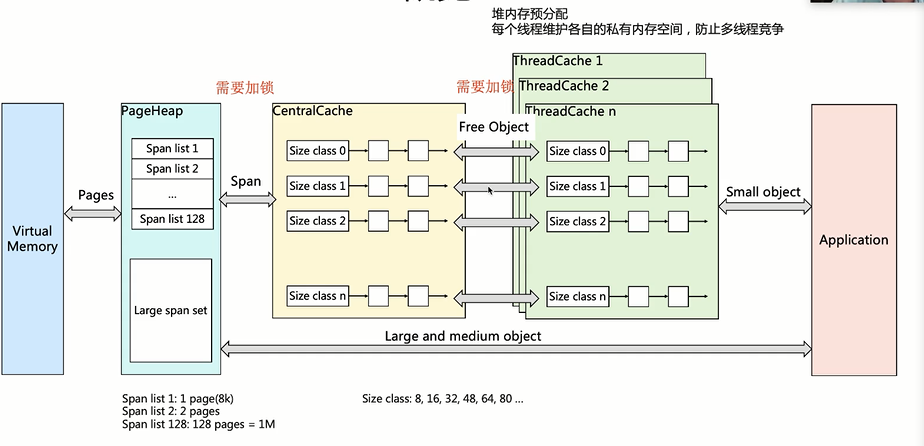 堆内存预分配
每个线程维护各自的私有内存空间，防止多线程竞争
ThreadCache 1
需要加锁
需要加锁
ThreadCache 2
PageHeap
CentralCache
ThreadCache n
Free Object
Span list 1
Span list 2
...
Span list 128
Large span set
Size class 0
Size class 1
Size class 2
Size class n
Size class 0
Size class 1
Size class 2
Size class n
Pages
Span
Small object
Virtual
Memory
Application
Large and medium object
Span list 1: 1 page(8k)
Span list 2: 2 pages
Span list 128: 128 pages = 1M
Size class: 8, 16, 32, 48, 64, 80 ...